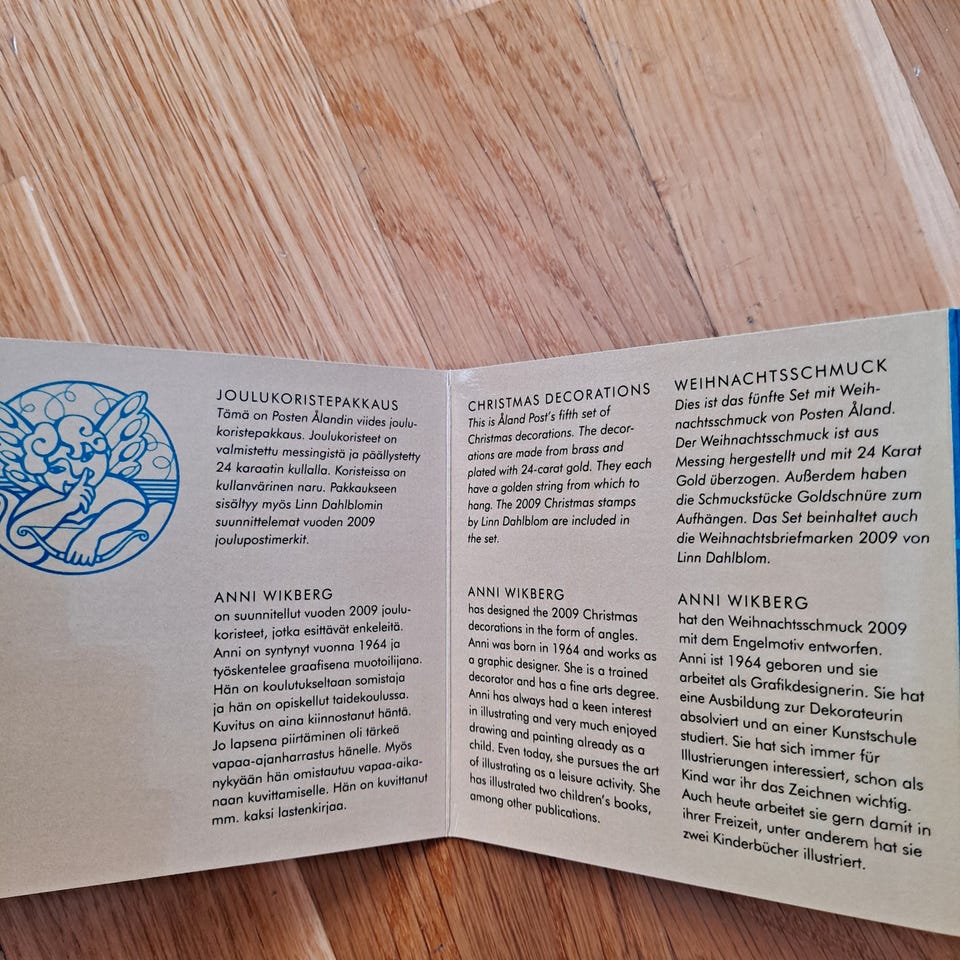 JOULUKORISTEPAKKAUS
Tämä on Posten Ålandin viides joulu-
koristepakkaus. Joulukoristeet on
valmistettu messingistä ja päällystetty
24 karaatin kullalla. Koristeissa on
kullanvärinen naru. Pakkaukseen
sisältyy myös Linn Dahlblomin
suunnittelemat vuoden 2009
joulupostimerkit.
ANNI WIKBERG
on suunnitellut vuoden 2009 joulu-
koristeet, jotka esittävät enkeleitä.
Anni on syntynyt vuonna 1964 ja
työskentelee graafisena muotoilijana.
Hän on koulutukseltaan somistaja
ja hän on opiskellut taidekoulussa.
Kuvitus on aina kiinnostanut häntä.
Jo lapsena piirtäminen oli tärkeä
vapaa-ajanharrastus hänelle. Myös
nykyään hän omistautuu vapaa-aika-
naan kuvittamiselle. Hän on kuvittanut
mm. kaksi lastenkirjaa.
CHRISTMAS DECORATIONS
This is Åland Post's fifth set of
Christmas decorations. The decor-
ations are made from brass and
plated with 24-carat gold. They each
have a golden string from which to
hang. The 2009 Christmas stamps
by Linn Dahlblom are included in
the set.
ANNI WIKBERG
has designed the 2009 Christmas
decorations in the form of angles.
Anni was born in 1964 and works as
a graphic designer. She is a trained
decorator and has a fine arts degree.
Anni has always had a keen interest
in illustrating and very much enjoyed
drawing and painting already as a
child. Even today, she pursues the art
of illustrating as a leisure activity. She
has illustrated two children's books,
among other publications.
WEIHNACHTSSCHMUCK
Dies ist das fünfte Set mit Weih-
nachtsschmuck von Posten Åland.
Der Weihnachtsschmuck ist aus
Messing hergestellt und mit 24 Karat
Gold überzogen. Außerdem haben
die Schmuckstücke Goldschnüre zum
Aufhängen. Das Set beinhaltet auch
die Weihnachtsbriefmarken 2009 von
Linn Dahlblom.
ANNI WIKBERG
hat den Weihnachtsschmuck 2009
mit dem Engelmotiv entworfen.
Anni ist 1964 geboren und sie
arbeitet als Grafikdesignerin. Sie hat
eine Ausbildung zur Dekorateurin
absolviert und an einer Kunstschule
studiert. Sie hat sich immer für
Illustrierungen interessiert, schon als
Kind war ihr das Zeichnen wichtig.
Auch heute arbeitet sie gern damit in
ihrer Freizeit, unter anderem hat sie
zwei Kinderbücher illustriert.